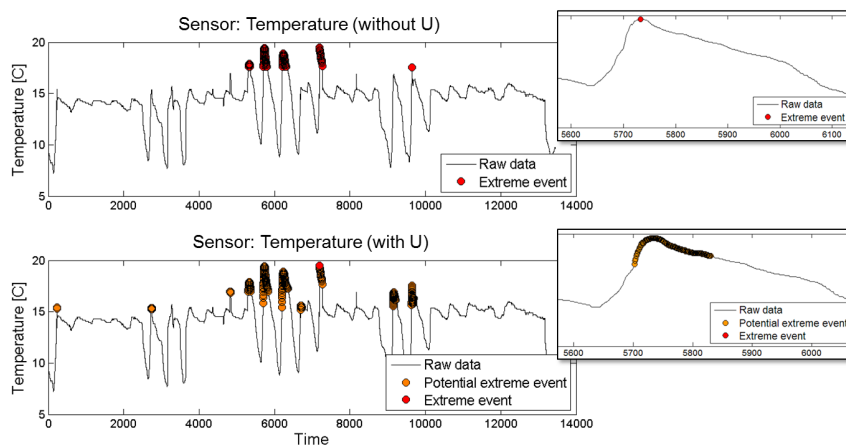 Sensor: Temperature (without U)
Temperature [C]
20
15
10
5
0 2000 4000 6000 8000 10000 12000 14000
Raw data
Extreme event
Raw data
Extreme event
5600 5700 5800 5900 6000 6100
Sensor: Temperature (with U)
Temperature [C]
20
15
10
5
0 2000 4000 6000 8000 10000 12000 14000
Time
Raw data
Potential extreme event
Extreme event
Raw data
Potential extreme event
Extreme event
5600 5700 5800 5900 6000